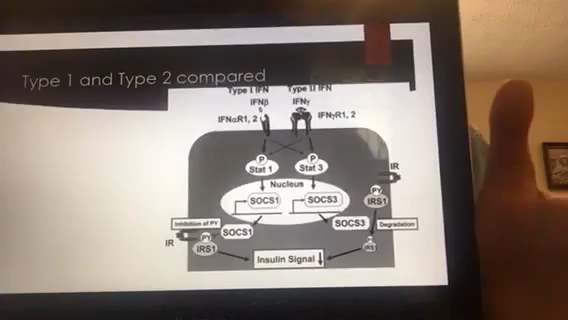 Type 1 and Type 2 compared
Type I IFN
Type II IFN
IFNβ
IFNγ
IFNαR1, 2
IFNγR1, 2
P
P
Stat 1
Stat 3
IR
Nucleus
PY
SOCS1
SOCS3
IRS1
Inhibition of PY
SOCS3
Degradation
SOCS1
IR
PY
IRS1
Insulin Signal ↓